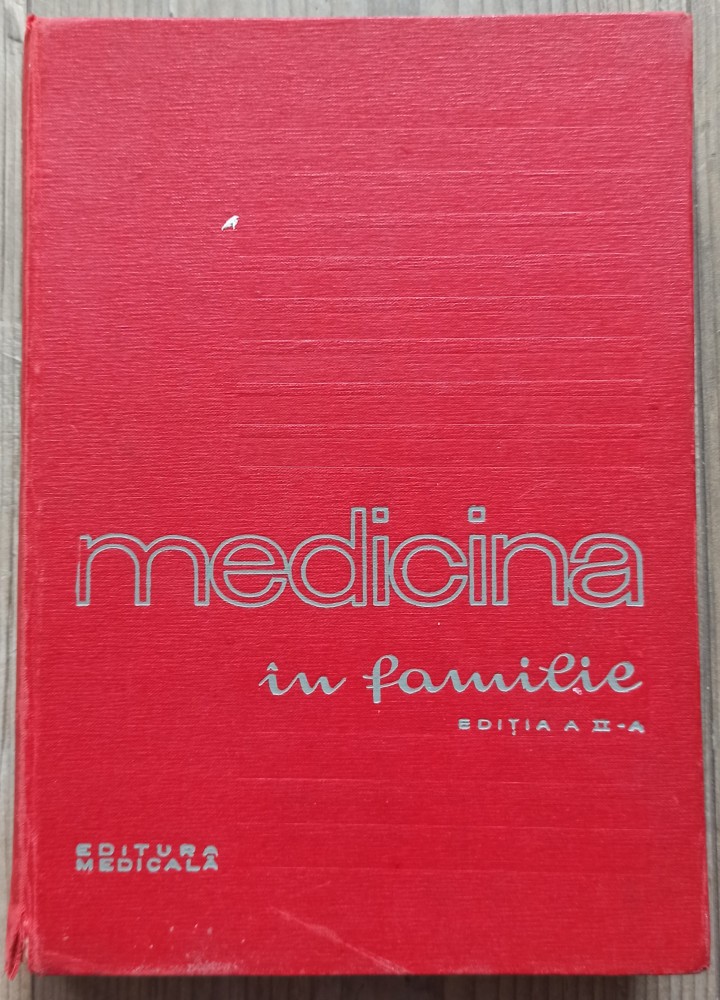 medicina
în familie
EDIȚIA A II-A
EDITURA
MEDICALĂ